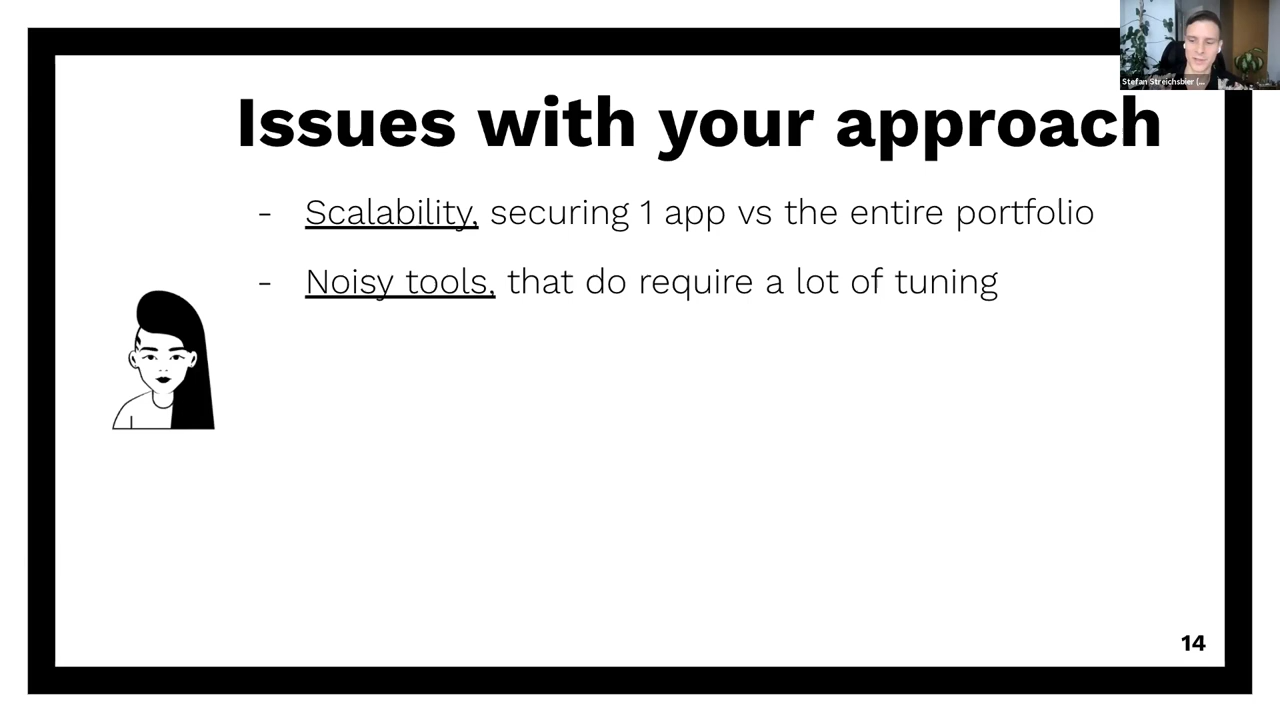 Stefan Streichsbier (...
Issues with your approach
- Scalability, securing 1 app vs the entire portfolio
- Noisy tools, that do require a lot of tuning
14